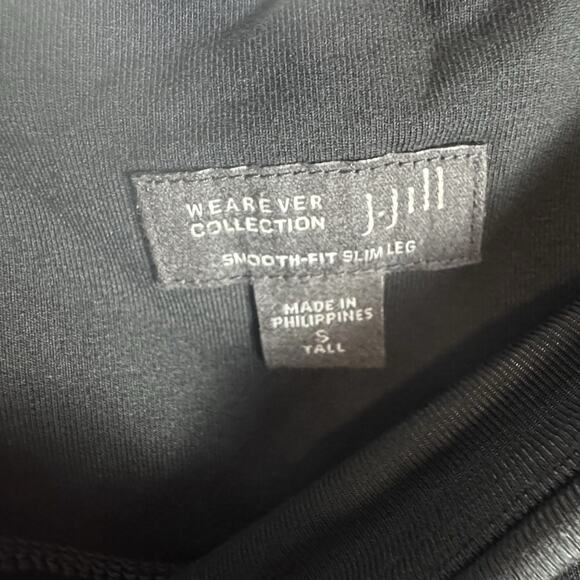 WEAREVER
COLLECTION
J.Jill
SMOOTH-FIT SLIM LEG
MADE IN
PHILIPPINES
S
TALL